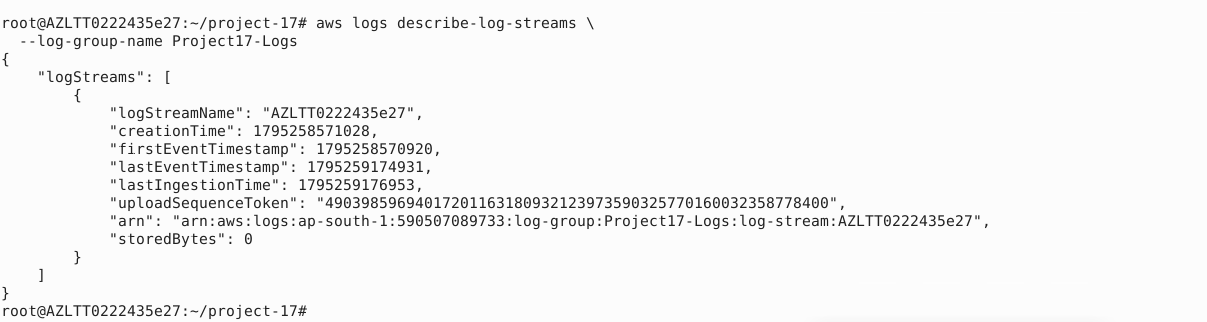 root@AZLTT0222435e27:~/project-17# aws logs describe-log-streams \
  --log-group-name Project17-Logs
{
    "logStreams": [
        {
            "logStreamName": "AZLTT0222435e27",
            "creationTime": 1795258571028,
            "firstEventTimestamp": 1795258570920,
            "lastEventTimestamp": 1795259174931,
            "lastIngestionTime": 1795259176953,
            "uploadSequenceToken": "49039859694017201163180932123973590325770160032358778400",
            "arn": "arn:aws:logs:ap-south-1:590507089733:log-group:Project17-Logs:log-stream:AZLTT0222435e27",
            "storedBytes": 0
        }
    ]
}
root@AZLTT0222435e27:~/project-17#